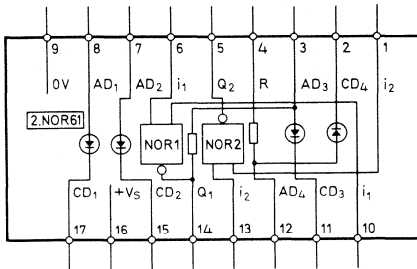 9 8 7 6 5 4 3 2 1
0V AD₁ AD₂ i₁ Q₂ R AD₃ CD₄ i₂
2.NOR61
NOR1 NOR2
CD₁ +Vs CD₂ Q₁ i₂ AD₄ CD₃ i₁
17 16 15 14 13 12 11 10